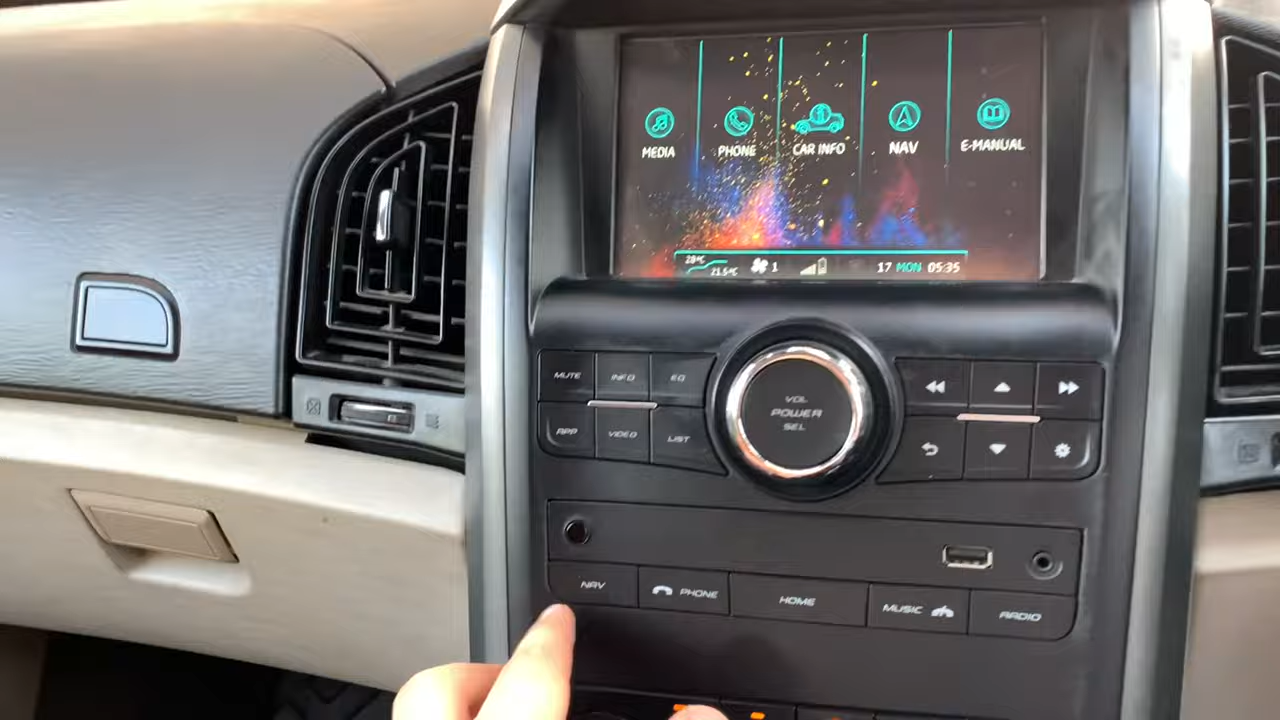 MEDIA PHONE CAR INFO NAV E-MANUAL
28°C 21.5°C 1 17 MON 05:35
MUTE INFO EQ
APP VIDEO LIST
VOL
POWER
SEL
NAV PHONE HOME MUSIC RADIO